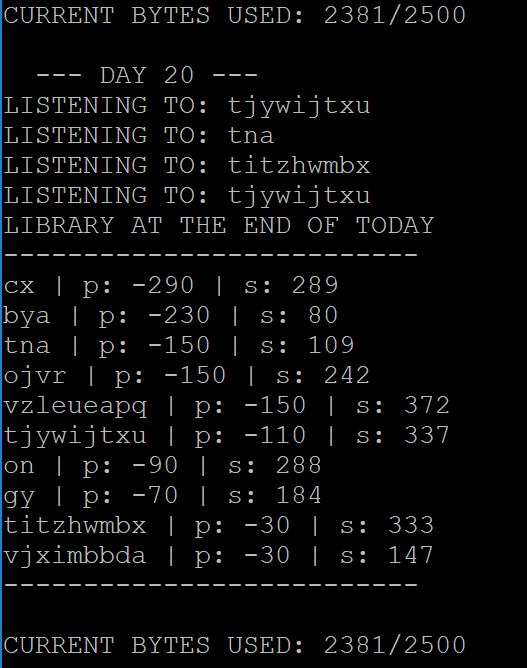 CURRENT BYTES USED: 2381/2500
--- DAY 20 ---
LISTENING TO: tjywijtxu
LISTENING TO: tna
LISTENING TO: titzhwmbx
LISTENING TO: tjywijtxu
LIBRARY AT THE END OF TODAY
--------------------------
cx | p: -290 | s: 289
bya | p: -230 | s: 80
tna | p: -150 | s: 109
ojvr | p: -150 | s: 242
vzleueapq | p: -150 | s: 372
tjywijtxu | p: -110 | s: 337
on | p: -90 | s: 288
gy | p: -70 | s: 184
titzhwmbx | p: -30 | s: 333
vjximbbda | p: -30 | s: 147
--------------------------
CURRENT BYTES USED: 2381/2500